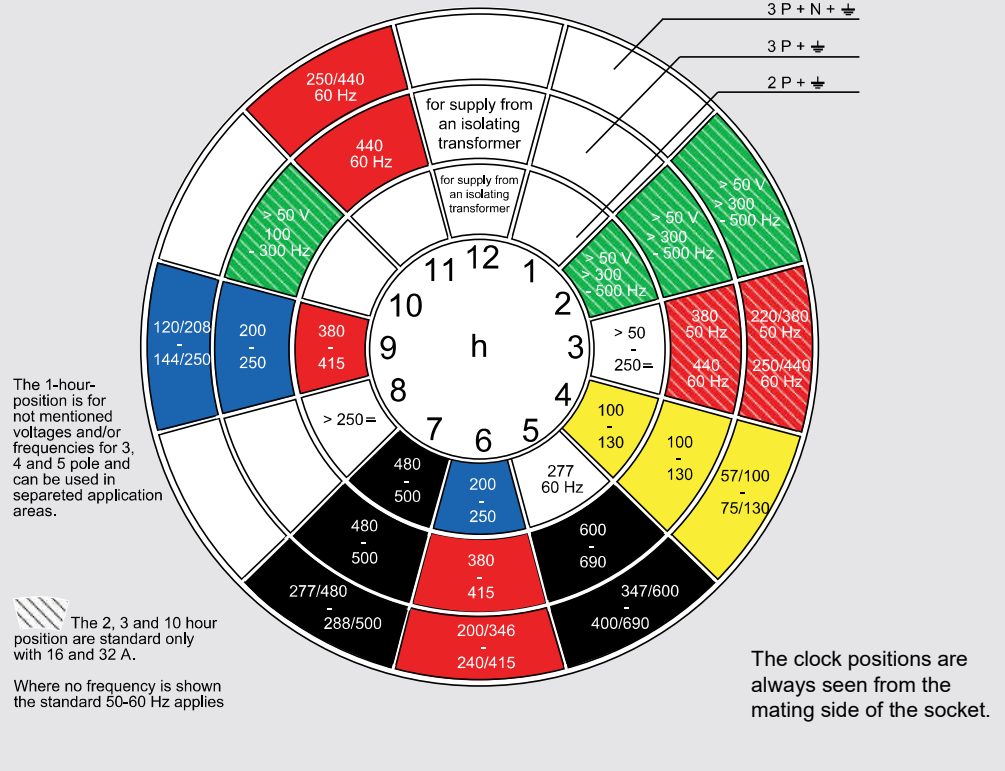 3 P + N + ⏚
3 P + ⏚
2 P + ⏚
250/440
60 Hz
440
60 Hz
for supply from
an isolating
transformer
for supply from
an isolating
transformer
> 50 V
> 300
- 500 Hz
> 50 V
> 300
- 500 Hz
> 50 V
> 300
- 500 Hz
> 50 V
100
- 300 Hz
12
1
2
3
4
5
6
7
8
9
10
11
h
120/208
-
144/250
200
-
250
380
-
415
> 50
-
250=
380
50 Hz
440
60 Hz
220/380
50 Hz
250/440
60 Hz
> 250=
100
-
130
100
-
130
57/100
-
75/130
480
-
500
200
-
250
277
60 Hz
480
-
500
380
-
415
600
-
690
277/480
-
288/500
200/346
-
240/415
347/600
-
400/690
The 1-hour-
position is for
not mentioned
voltages and/or
frequencies for 3,
4 and 5 pole and
can be used in
separeted application
areas.
The 2, 3 and 10 hour
position are standard only
with 16 and 32 A.
Where no frequency is shown
the standard 50-60 Hz applies
The clock positions are
always seen from the
mating side of the socket.